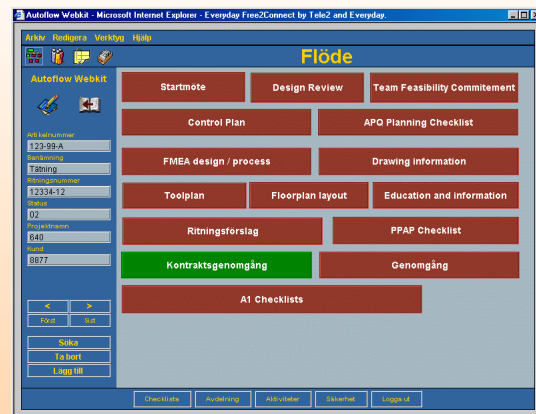 Autoflow Webkit - Microsoft Internet Explorer - Everyday Free2Connect by Tele2 and Everyday.
Arkiv Redigera Verktyg Hjälp
Flöde
Autoflow Webkit
Artikelnummer
123-99-A
Benämning
Tätning
Ritningsnummer
12334-12
Status
02
Projektnamn
640
Kund
8877
< >
Först Sist
Söka
Ta bort
Lägg till
Startmöte Design Review Team Feasibility Commitement
Control Plan APQ Planning Checklist
FMEA design / process Drawing information
Toolplan Floorplan layout Education and information
Ritningsförslag PPAP Checklist
Kontraktsgenomgång Genomgång
A1 Checklists
Checklista Avdelning Aktiviteter Säkerhet Logga ut